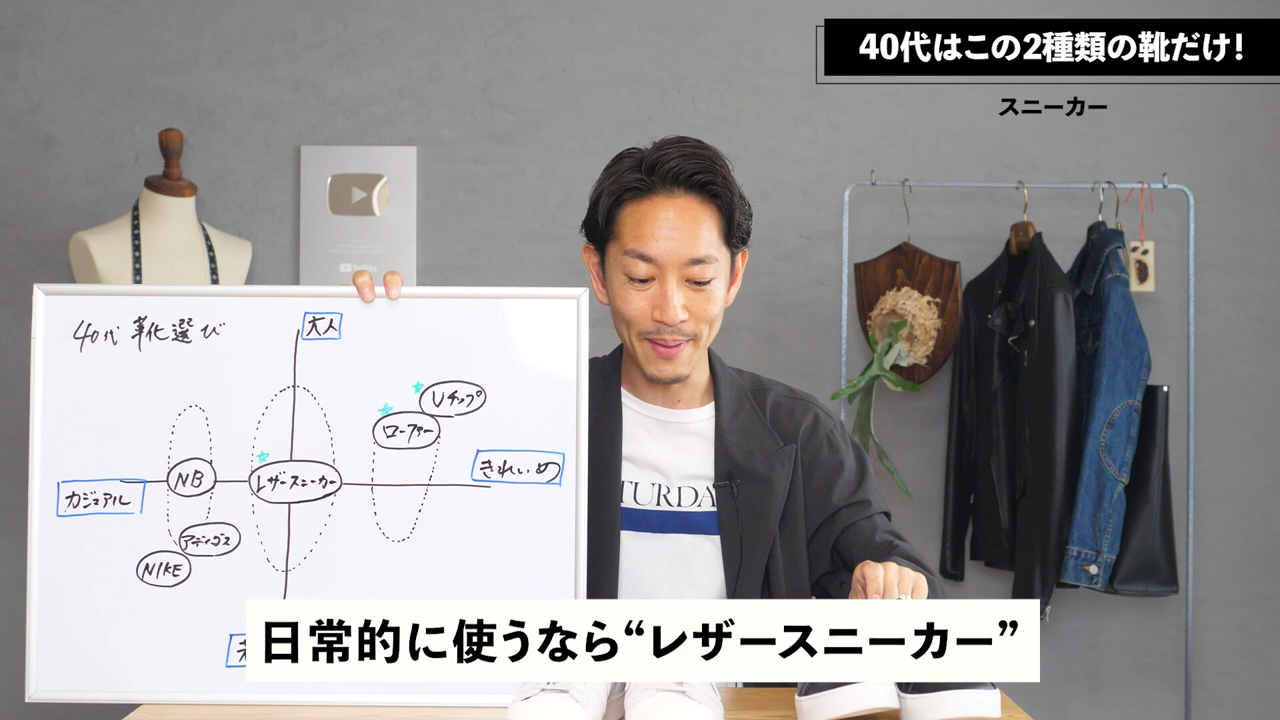 40代はこの2種類の靴だけ!
スニーカー
40代 靴選び
大人
Uチップ
ローファー
きれいめ
NB
レザースニーカー
カジュアル
アディダス
NIKE
TURDA
日常的に使うなら“レザースニーカー”